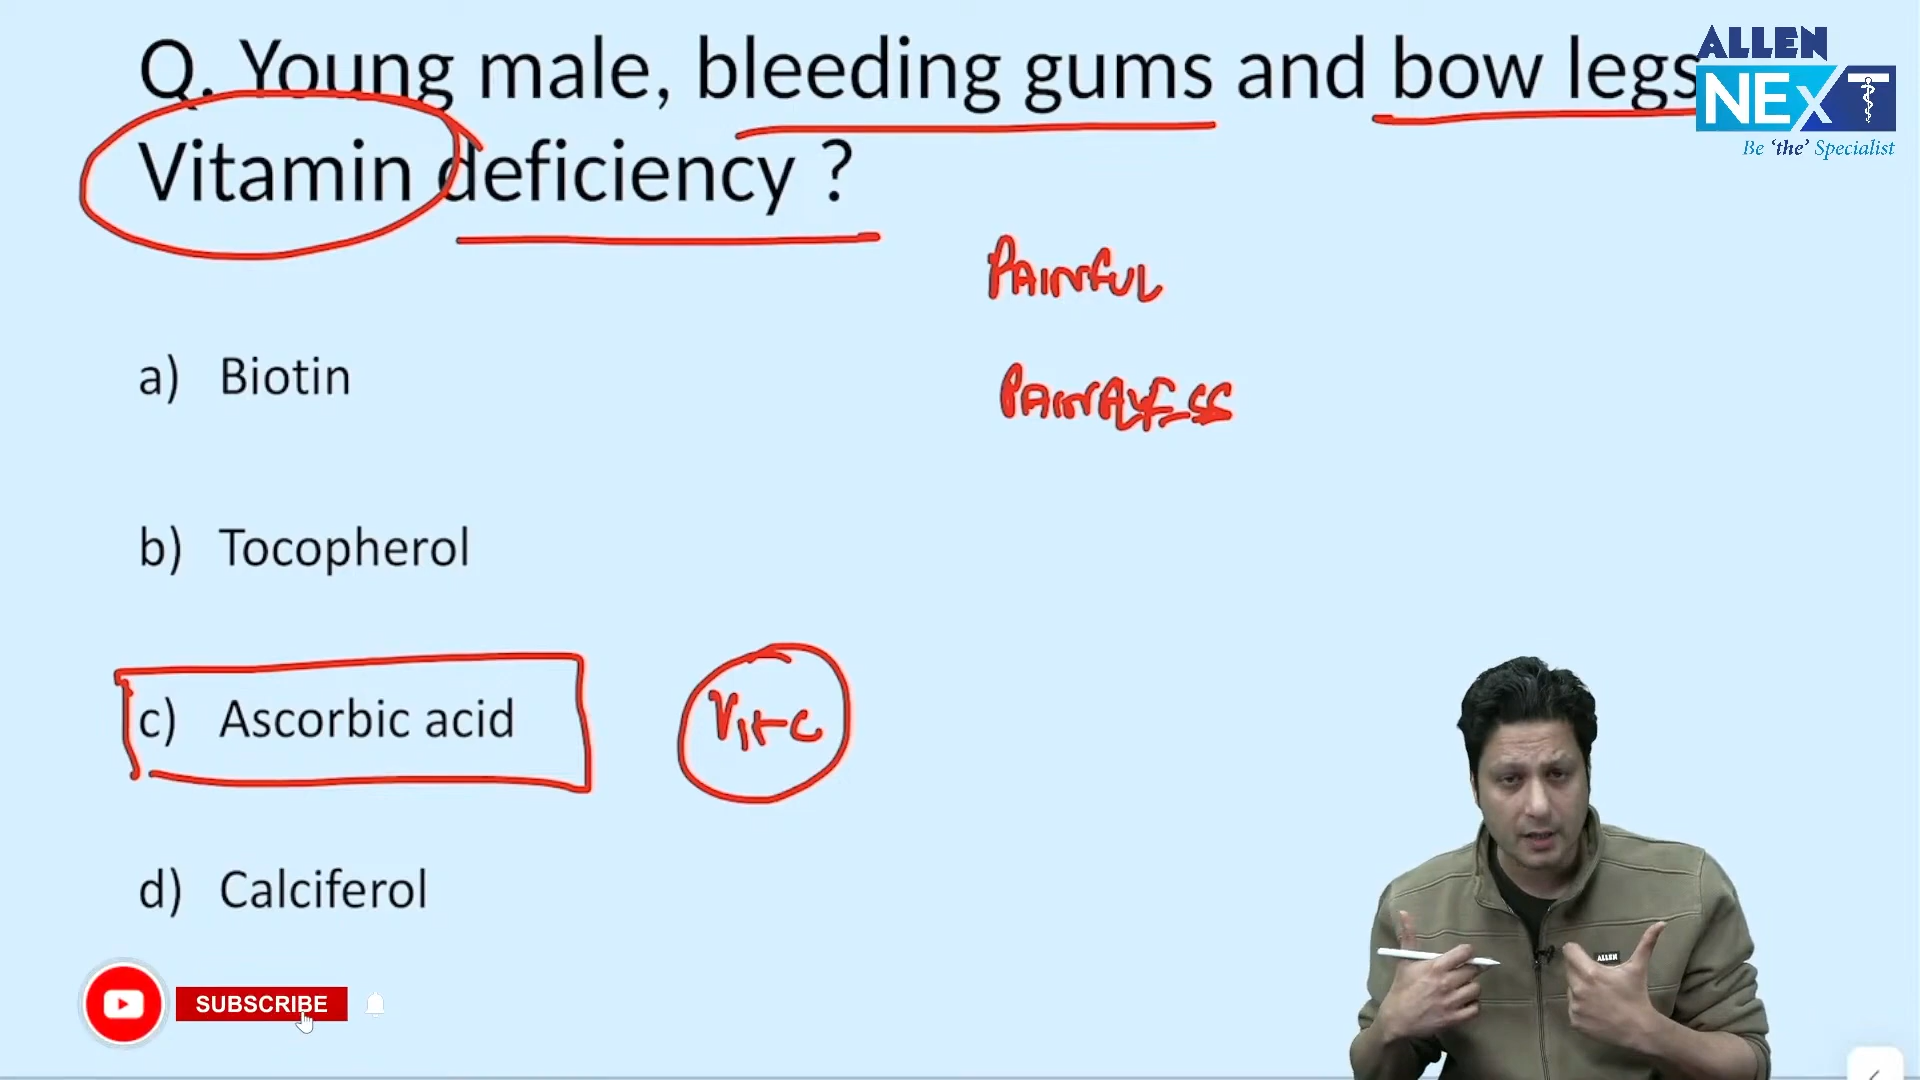 Q. Young male, bleeding gums and bow legs
Vitamin deficiency ?
ALLEN
NEXT
Be 'the' Specialist
PAINFUL
a) Biotin
b) Tocopherol
c) Ascorbic acid
Vit C
d) Calciferol
SUBSCRIBE
ALLEN